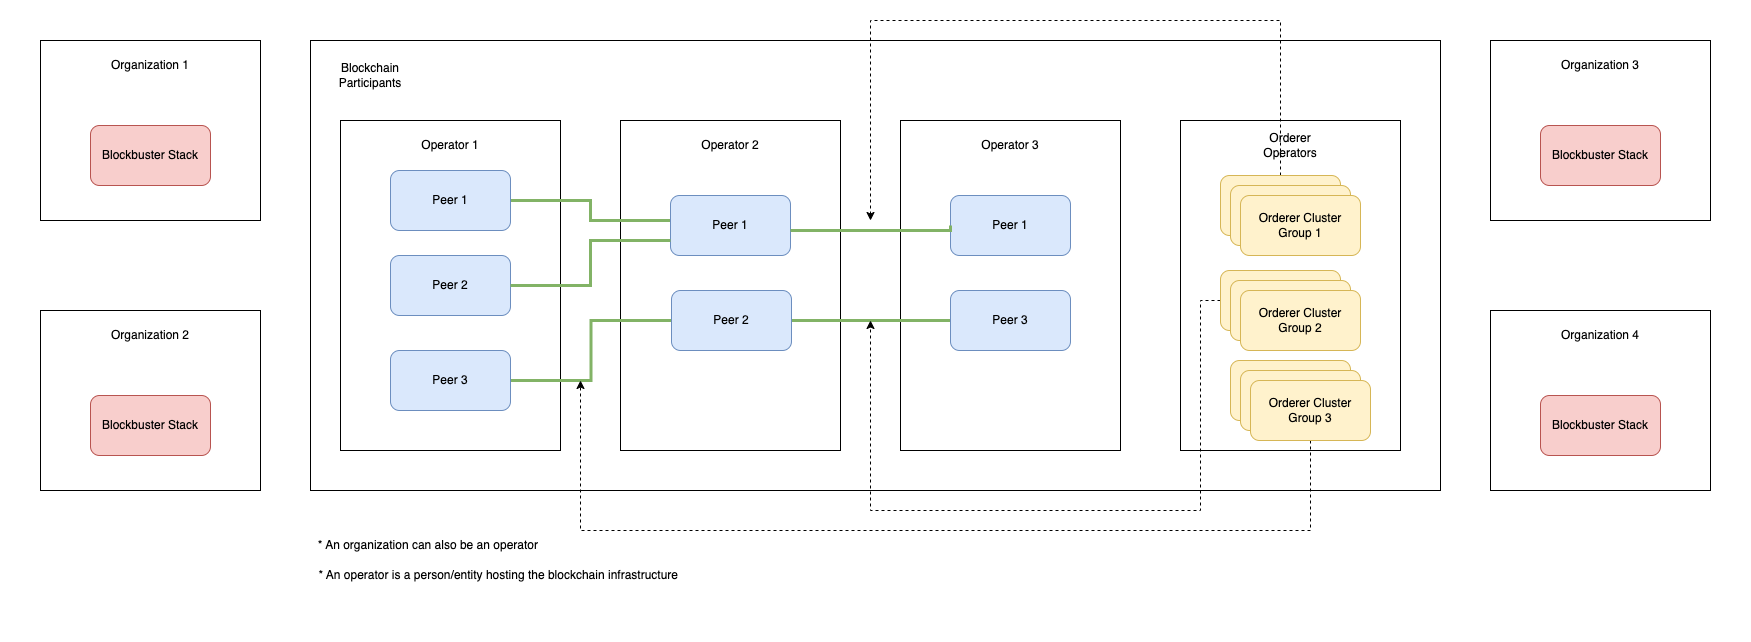 Organization 1
Blockbuster Stack
Organization 2
Blockbuster Stack
Blockchain
Participants
Operator 1
Peer 1
Peer 2
Peer 3
Operator 2
Peer 1
Peer 2
Operator 3
Peer 1
Peer 3
Orderer
Operators
Orderer Cluster
Group 1
Orderer Cluster
Group 2
Orderer Cluster
Group 3
Organization 3
Blockbuster Stack
Organization 4
Blockbuster Stack
* An organization can also be an operator
* An operator is a person/entity hosting the blockchain infrastructure